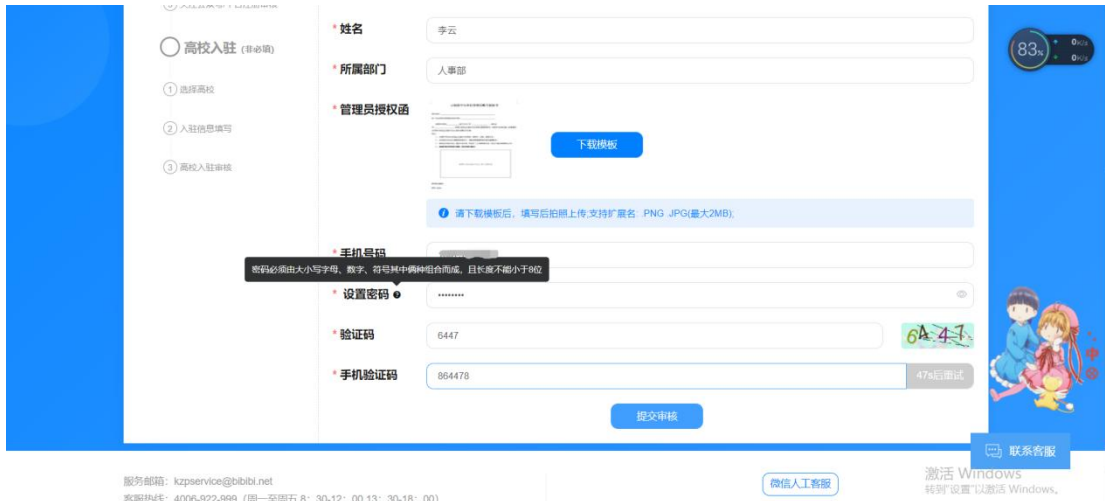 *姓名
李云
高校入驻 (非必填)
*所属部门
人事部
1 选择高校
*管理员授权函
2 入驻信息填写
下载模板
3 高校入驻审核
请下载模板后，填写后拍照上传;支持扩展名: PNG .JPG(最大2MB);
*手机号码
密码必须由大小写字母、数字、符号其中俩种组合而成，且长度不能小于8位
* 设置密码
********
*验证码
6447
6447
*手机验证码
864478
47s后重试
提交审核
83%
0K/s
0K/s
中
联系客服
服务邮箱: kzpservice@bibibi.net
微信人工客服
激活 Windows
转到"设置"以激活 Windows。
客服热线: 4006-922-999 (周一至周五 8: 30-12: 00 13: 30-18: 00)